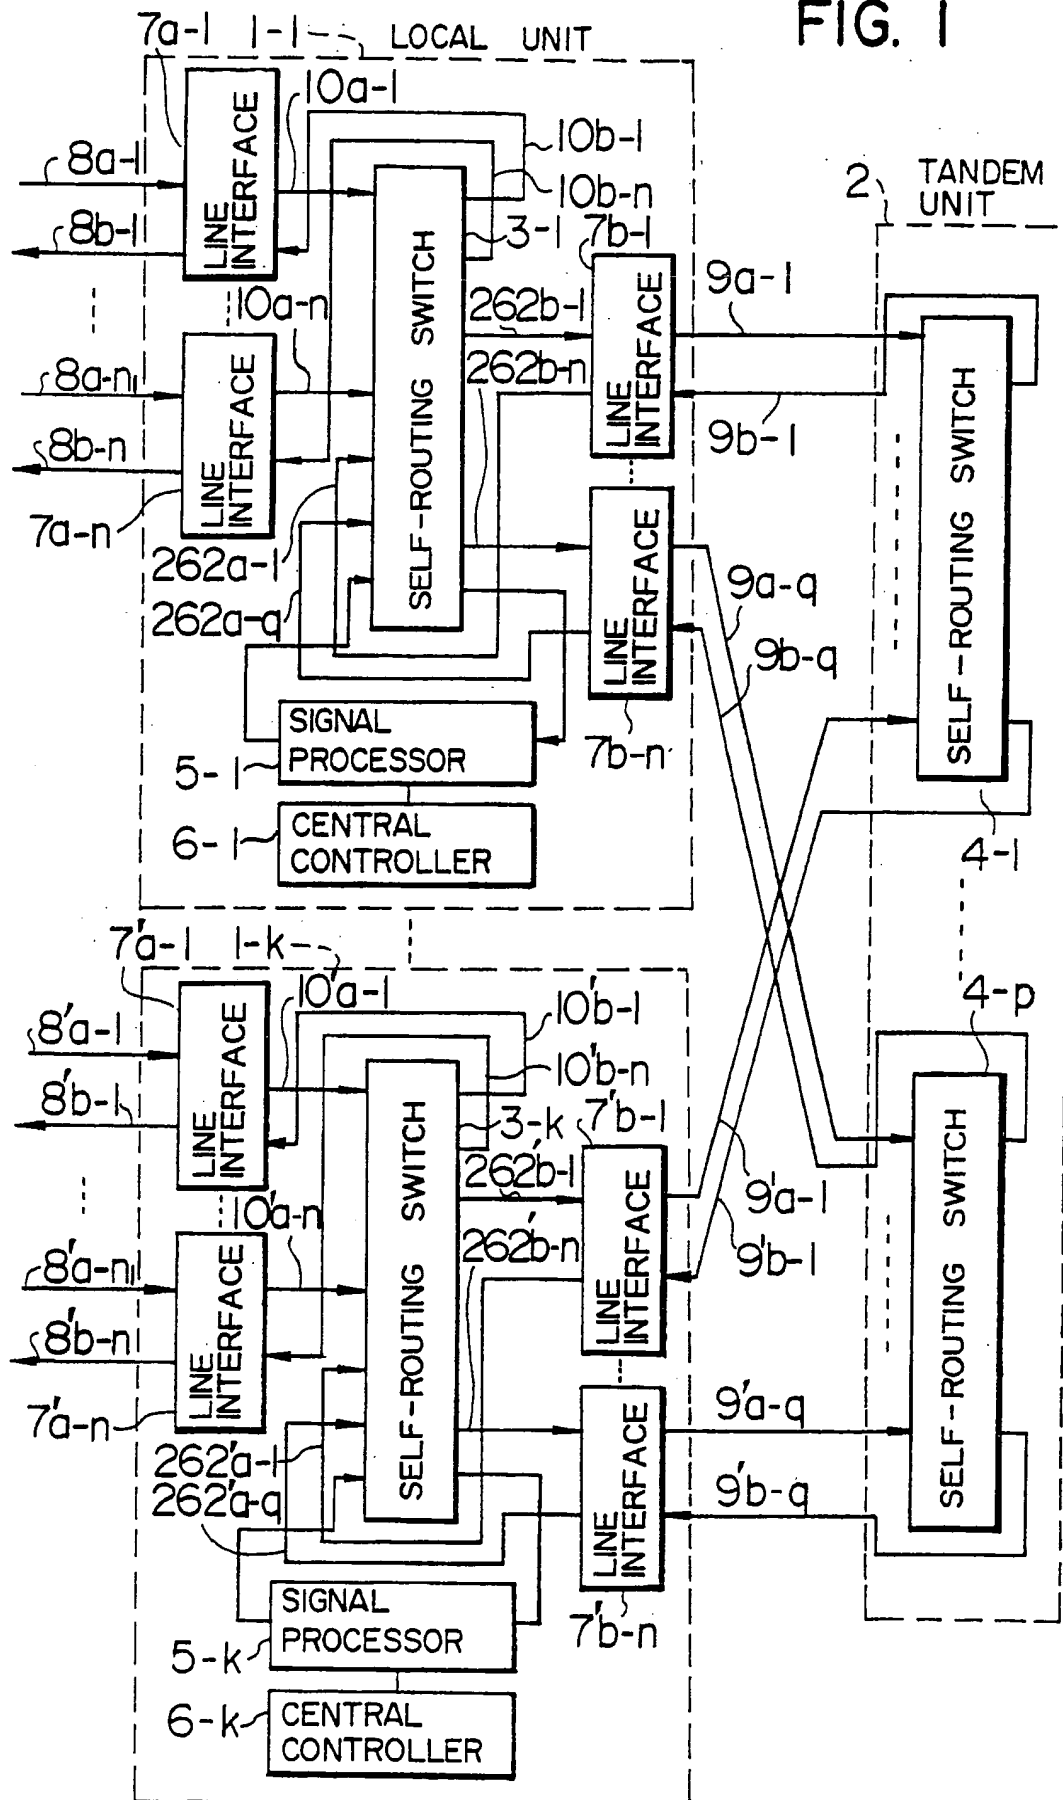 FIG. 1
7a-1
1-1
LOCAL UNIT
10a-1
10b-1
10b-n
8a-1
8b-1
LINE
INTERFACE
3-1
7b-1
2
TANDEM
UNIT
9a-1
10a-n
262b-1
262b-n
8a-n
8b-n
LINE
INTERFACE
SELF-ROUTING SWITCH
LINE
INTERFACE
9b-1
SELF-ROUTING SWITCH
7a-n
262a-1
262a-q
LINE
INTERFACE
9a-q
9b-q
7b-n
SIGNAL
PROCESSOR
5-1
CENTRAL
CONTROLLER
6-1
4-1
7'a-1
1-k
10'a-1
10'b-1
10'b-n
4-p
8'a-1
8'b-1
LINE
INTERFACE
3-k
7'b-1
262'b-1
262'b-n
10'a-n
9'a-1
9'b-1
8'a-n
8'b-n
LINE
INTERFACE
SELF-ROUTING SWITCH
LINE
INTERFACE
SELF-ROUTING SWITCH
7'a-n
262'a-1
262'a-q
LINE
INTERFACE
9'a-q
9'b-q
7'b-n
SIGNAL
PROCESSOR
5-k
CENTRAL
CONTROLLER
6-k